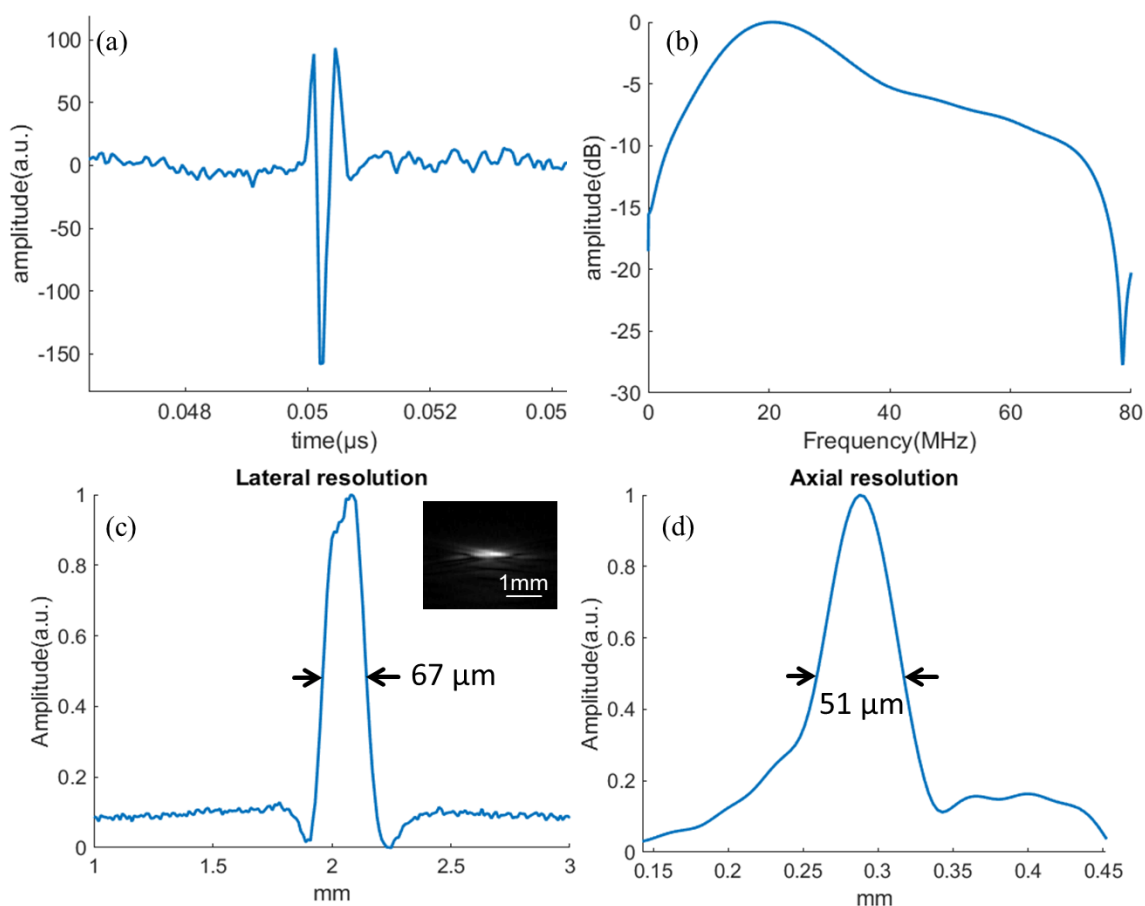 (a)
amplitude(a.u.)
100
50
0
-50
-100
-150
0.048
0.05
0.052
0.05
time(µs)
(b)
amplitude(dB)
0
-5
-10
-15
-20
-25
-30
0
20
40
60
80
Frequency(MHz)
Lateral resolution
(c)
Amplitude(a.u.)
1
0.8
0.6
0.4
0.2
0
1mm
67 µm
1
1.5
2
2.5
3
mm
Axial resolution
(d)
Amplitude(a.u.)
1
0.8
0.6
0.4
0.2
0
51 µm
0.15
0.2
0.25
0.3
0.35
0.4
0.45
mm